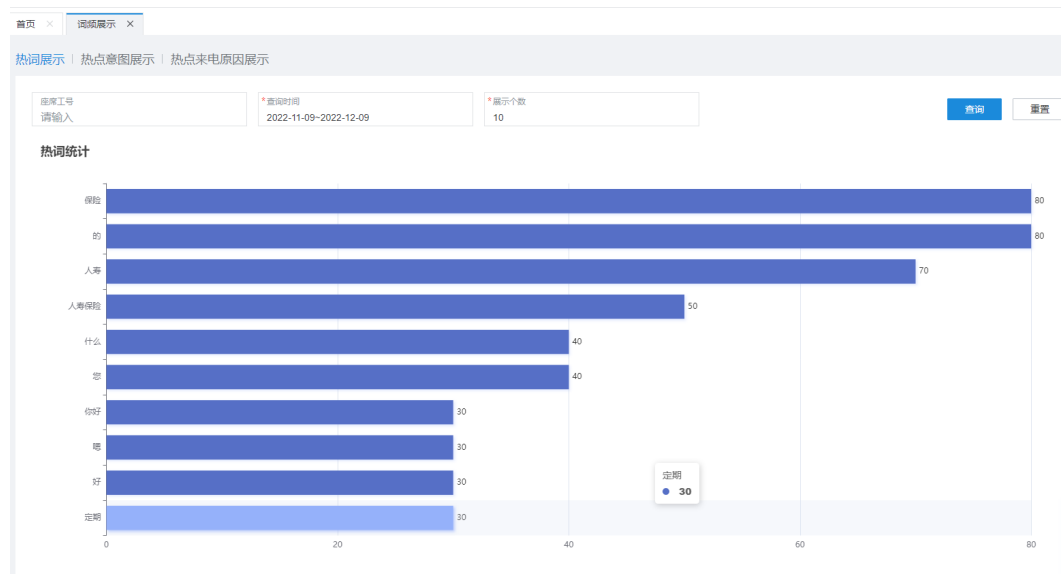 首页 × 词频展示 ×
热词展示 | 热点意图展示 | 热点来电原因展示
座席工号 *查询时间 *展示个数
请输入 2022-11-09~2022-12-09 10 查询 重置
热词统计
保险 80
的 80
人寿 70
人寿保险 50
什么 40
您 40
你好 30
嗯 30
好 30
定期
30
定期 30
0 20 40 60 80